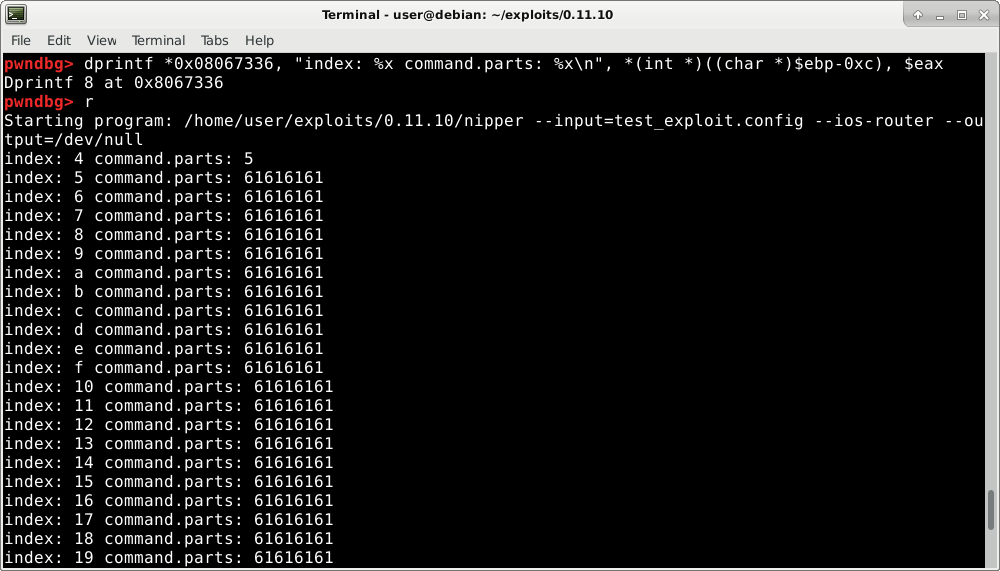 Terminal - user@debian: ~/exploits/0.11.10
File Edit View Terminal Tabs Help
pwndbg> dprintf *0x08067336, "index: %x command.parts: %x\n", *(int *)((char *)$ebp-0xc), $eax
Dprintf 8 at 0x8067336
pwndbg> r
Starting program: /home/user/exploits/0.11.10/nipper --input=test_exploit.config --ios-router --ou
tput=/dev/null
index: 4 command.parts: 5
index: 5 command.parts: 61616161
index: 6 command.parts: 61616161
index: 7 command.parts: 61616161
index: 8 command.parts: 61616161
index: 9 command.parts: 61616161
index: a command.parts: 61616161
index: b command.parts: 61616161
index: c command.parts: 61616161
index: d command.parts: 61616161
index: e command.parts: 61616161
index: f command.parts: 61616161
index: 10 command.parts: 61616161
index: 11 command.parts: 61616161
index: 12 command.parts: 61616161
index: 13 command.parts: 61616161
index: 14 command.parts: 61616161
index: 15 command.parts: 61616161
index: 16 command.parts: 61616161
index: 17 command.parts: 61616161
index: 18 command.parts: 61616161
index: 19 command.parts: 61616161